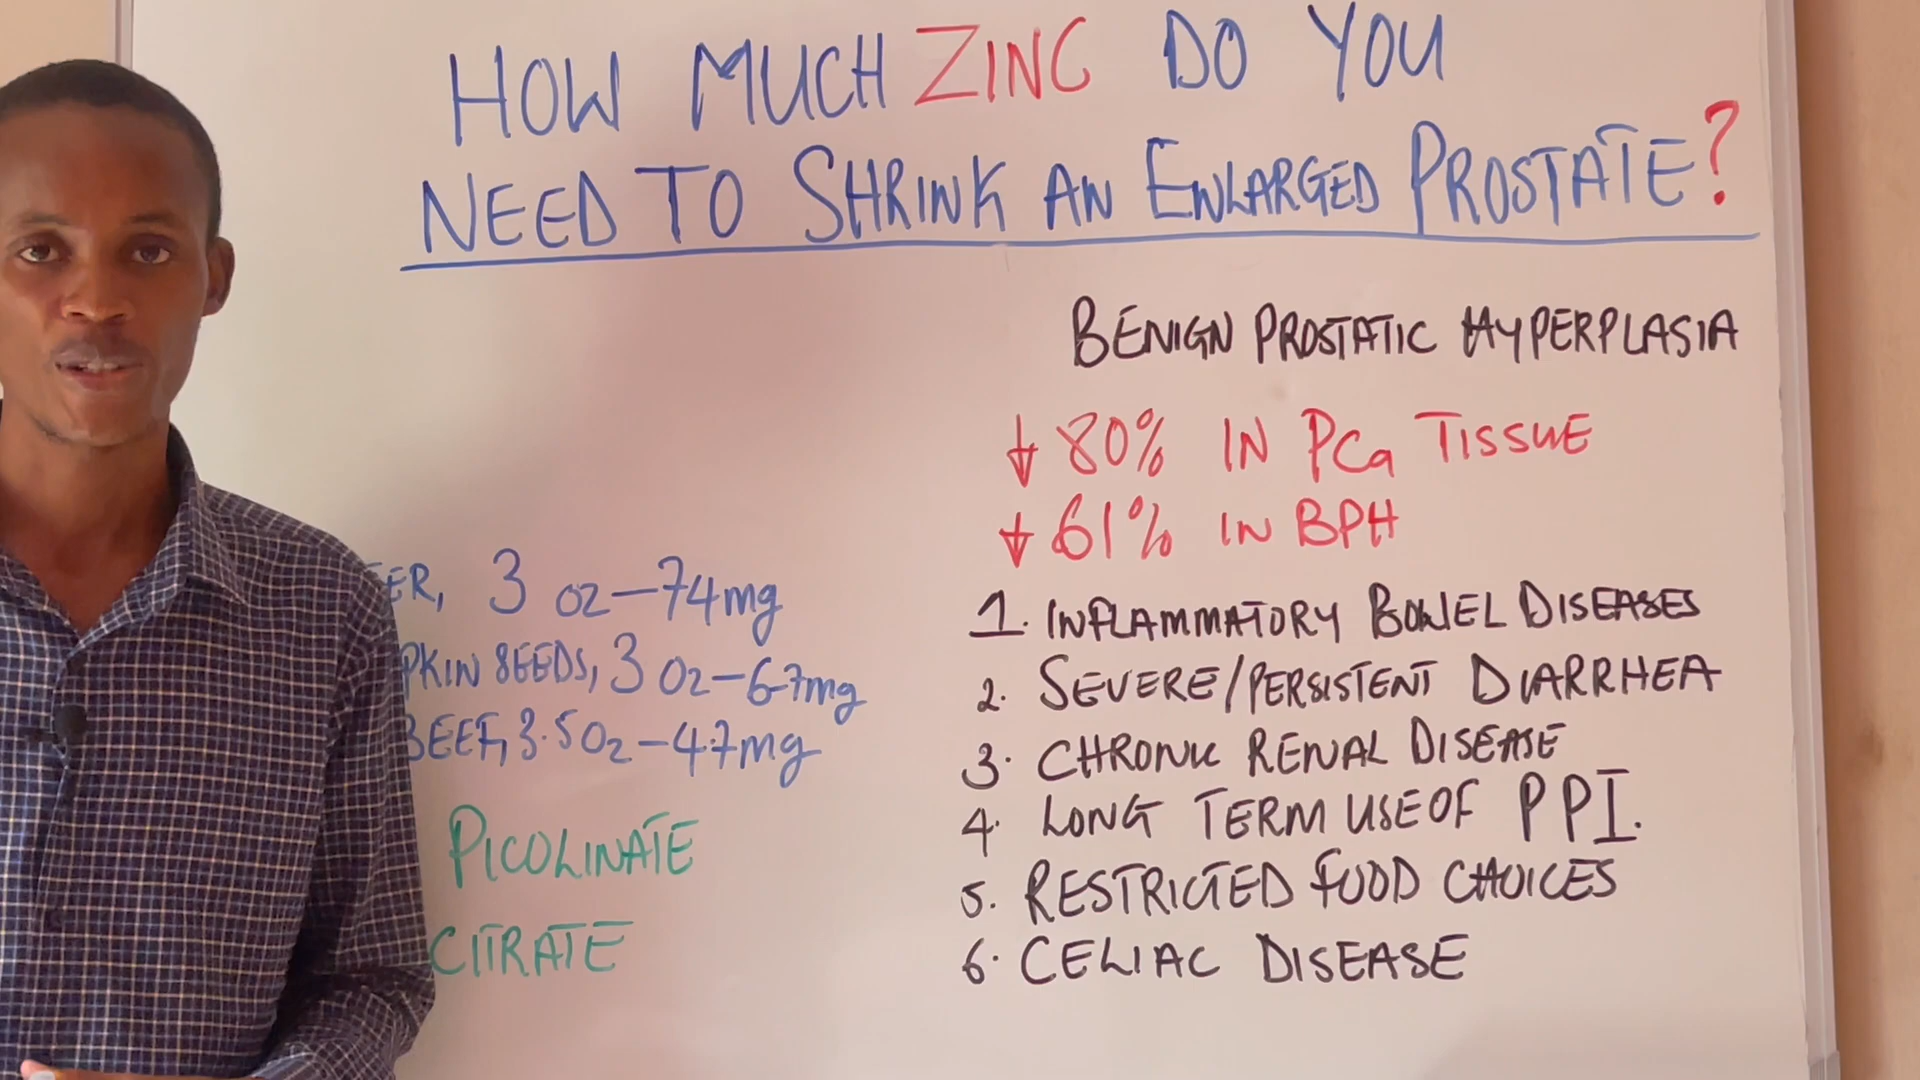 HOW MUCH ZINC DO YOU
NEED TO SHRINK AN ENLARGED PROSTATE?
BENIGN PROSTATIC HYPERPLASIA
↓ 80% IN PCa TISSUE
↓ 61% IN BPH
ER, 3 oz - 74mg
PKIN SEEDS, 3 Oz - 6.7mg
BEEF, 3.5 Oz - 4.7mg
PICOLINATE
CITRATE
1. INFLAMMATORY BOWEL DISEASES
2. SEVERE/PERSISTENT DIARRHEA
3. CHRONIC RENAL DISEASE
4. LONG TERM USE OF PPI.
5. RESTRICTED FOOD CHOICES
6. CELIAC DISEASE